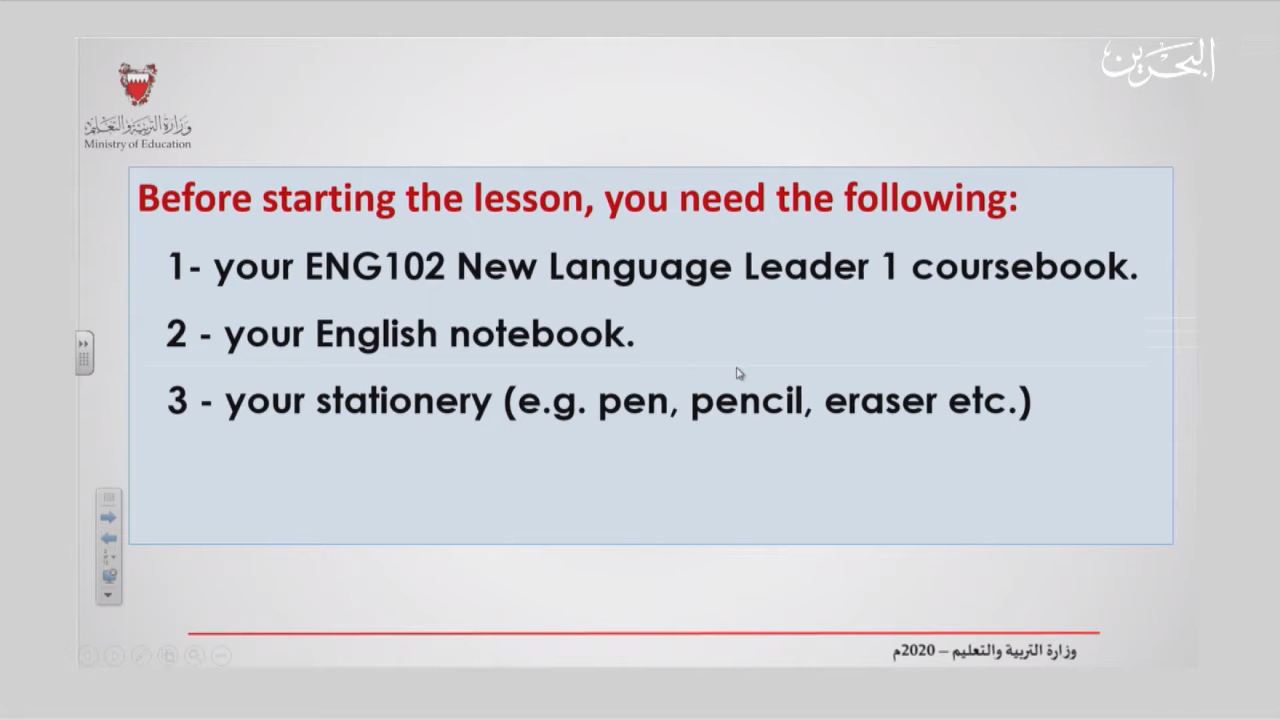 البحرين
وزارة التربية والتعليم
Ministry of Education
Before starting the lesson, you need the following:
1- your ENG102 New Language Leader 1 coursebook.
2 - your English notebook.
3 - your stationery (e.g. pen, pencil, eraser etc.)
وزارة التربية والتعليم – 2020م